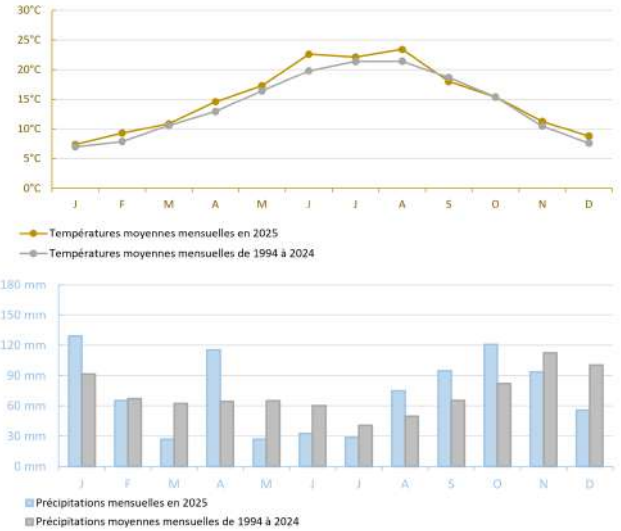 30°C
25°C
20°C
15°C
10°C
5°C
0°C
J F M A M J J A S O N D
Températures moyennes mensuelles en 2025
Températures moyennes mensuelles de 1994 à 2024
180 mm
150 mm
120 mm
90 mm
60 mm
30 mm
0 mm
J F M A M J J A S O N D
Précipitations mensuelles en 2025
Précipitations moyennes mensuelles de 1994 à 2024